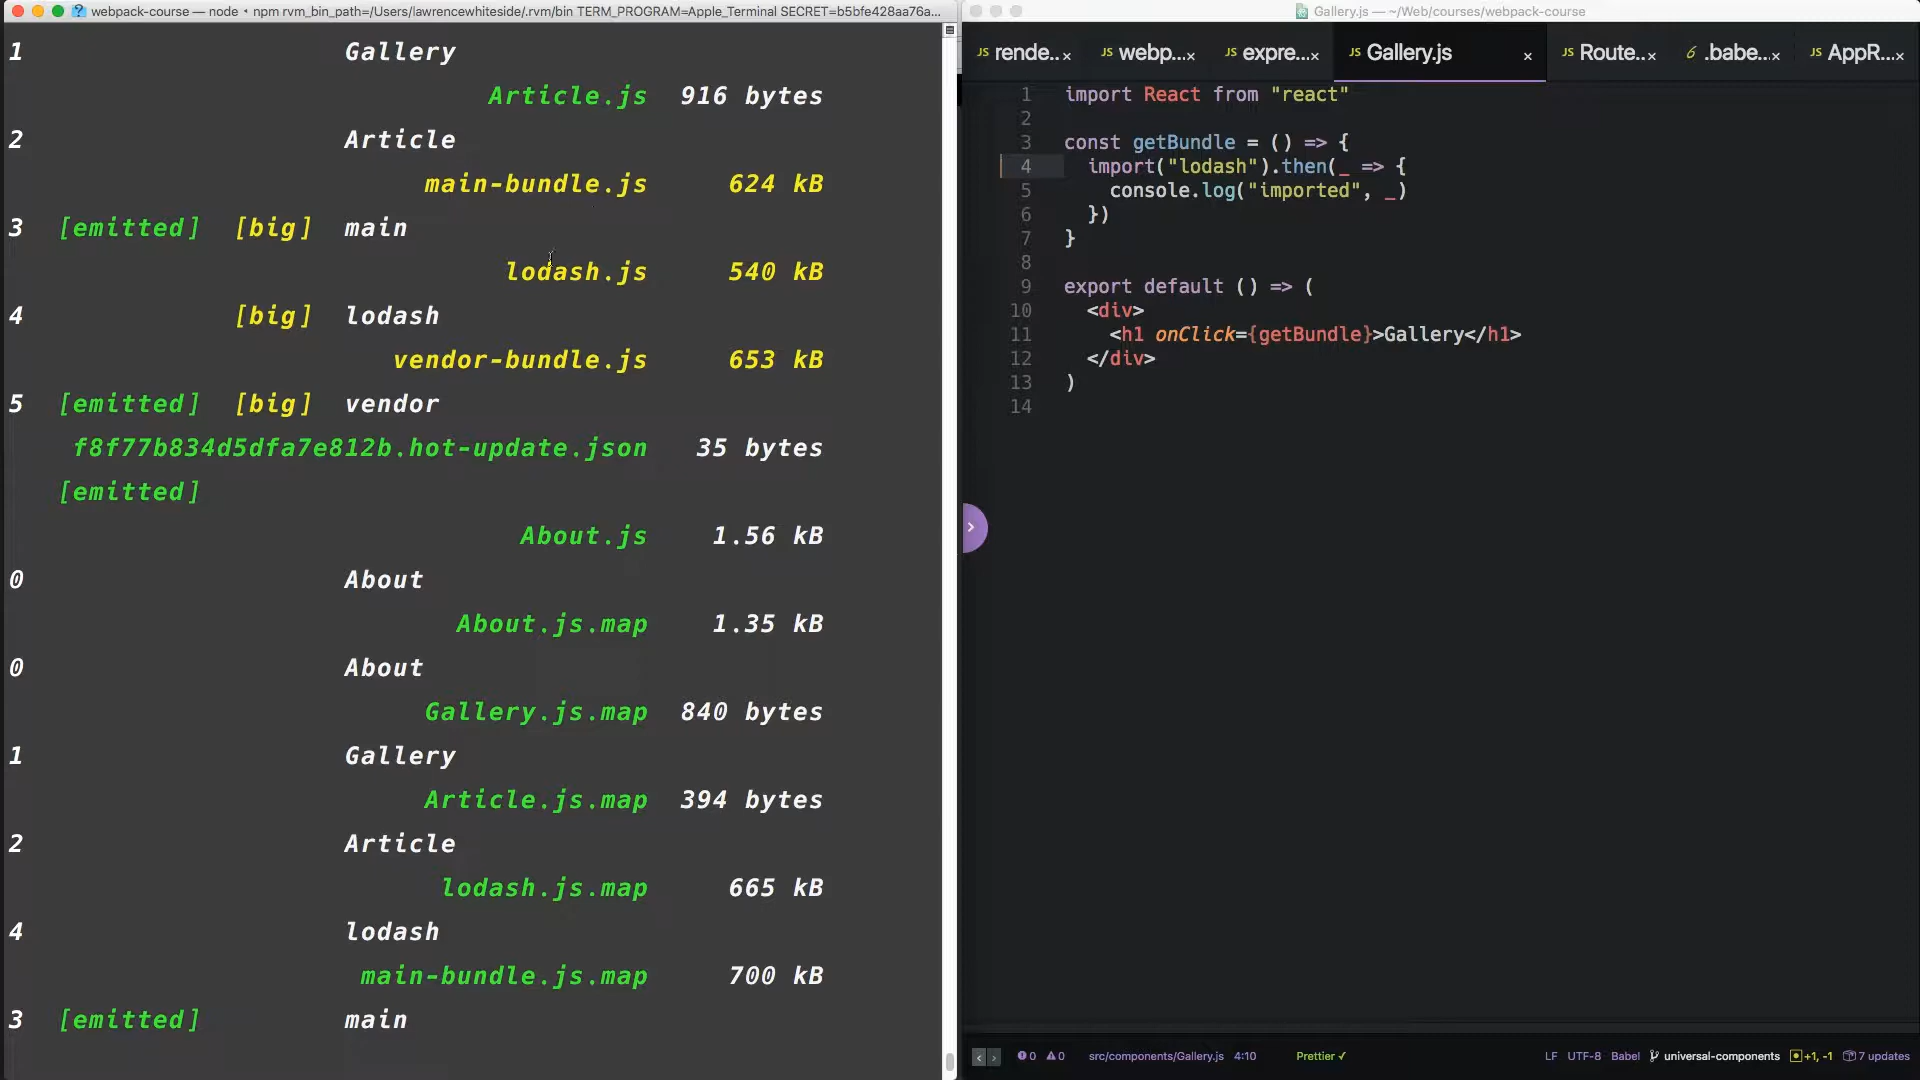 webpack-course — node ‹ npm rvm_bin_path=/Users/lawrencewhiteside/.rvm/bin TERM_PROGRAM=Apple_Terminal SECRET=b5bfe428aa76a...
1 Gallery
Article.js 916 bytes
2 Article
main-bundle.js 624 kB
3 [emitted] [big] main
lodash.js 540 kB
4 [big] lodash
vendor-bundle.js 653 kB
5 [emitted] [big] vendor
f8f77b834d5dfa7e812b.hot-update.json 35 bytes
[emitted]
About.js 1.56 kB
0 About
About.js.map 1.35 kB
0 About
Gallery.js.map 840 bytes
1 Gallery
Article.js.map 394 bytes
2 Article
lodash.js.map 665 kB
4 lodash
main-bundle.js.map 700 kB
3 [emitted] main
Gallery.js — ~/Web/courses/webpack-course
JS rende.. × JS webp... × JS expre... × JS Gallery.js × JS Route.. × 6 .babe... × JS AppR... ×
1 import React from "react"
2
3 const getBundle = () => {
4 import("lodash").then(_ => {
5 console.log("imported", _)
6 })
7 }
8
9 export default () => (
10 <div>
11 <h1 onClick={getBundle}>Gallery</h1>
12 </div>
13 )
14
0 0 src/components/Gallery.js 4:10 Prettier ✓ LF UTF-8 Babel universal-components +1, -1 7 updates